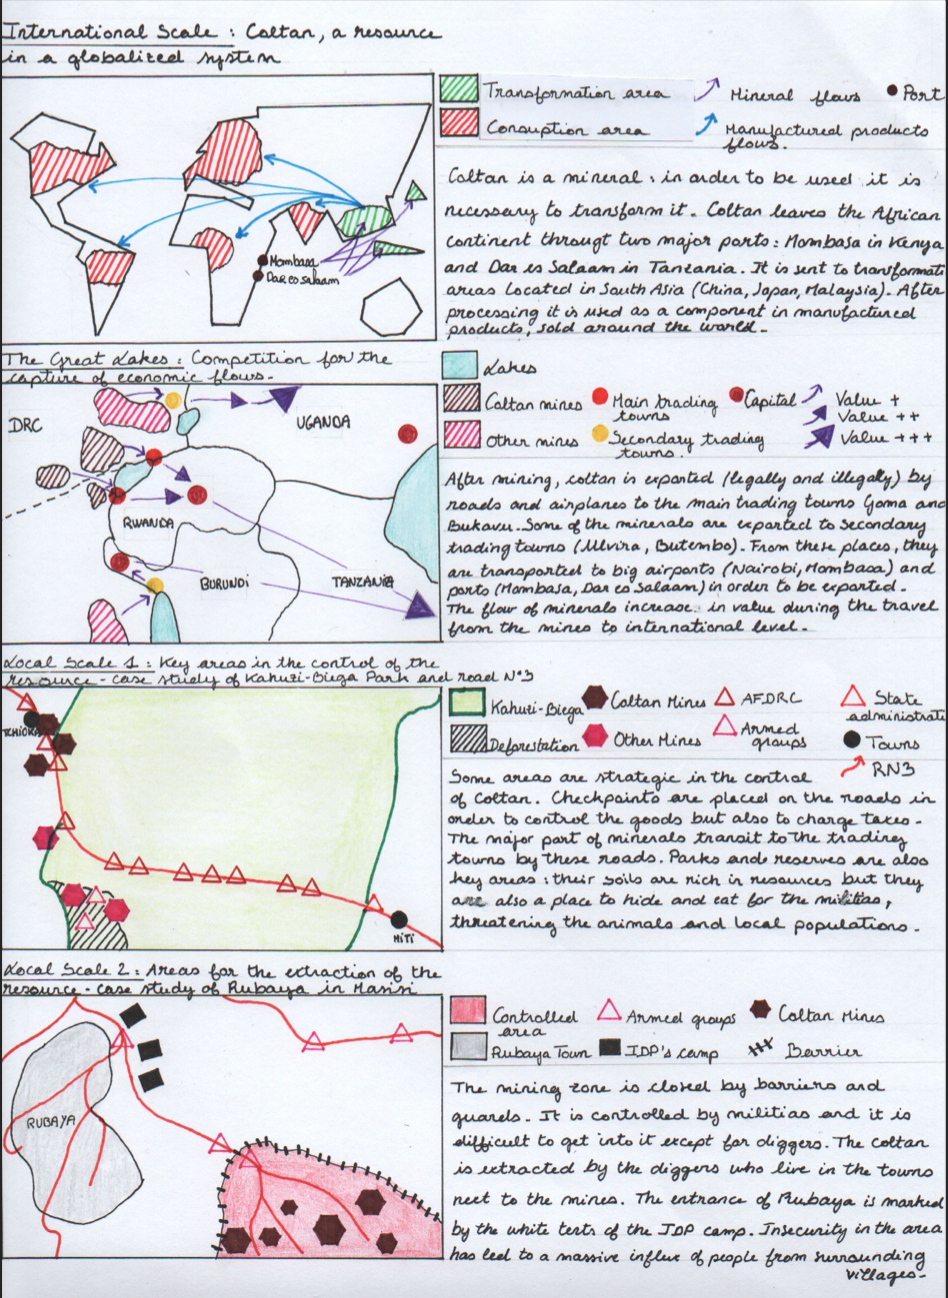 International Scale : Coltan, a resource
in a globalized system
Transformation area
Consuption area
Mineral flows
Port
Manufactured products
flows.
Mombasa
Dar es salaam
Coltan is a mineral : in order to be used it is
necessary to transform it. Coltan leaves the African
continent througt two major ports : Mombasa in Kenya
and Dar es Salaam in Tanzania. It is sent to transformati
areas located in South Asia (China, Japan, Malaysia). After
processing it is used as a component in manufactured
products, sold around the world.
The Great Lakes : Competition for the
capture of economic flows.
DRC
UGANDA
RWANDA
BURUNDI
TANZANIA
Lakes
Coltan mines
Main trading
towns
Capital
Value +
Value ++
Value +++
Other mines
Secondary trading
towns.
After mining, coltan is exported (legally and illegally) by
roads and airplanes to the main trading towns Goma and
Bukavu. Some of the minerals are exported to secondary
trading towns (Ulvira, Butembo). From these places, they
are transported to big airports (Nairobi, Mombasa) and
ports (Mombasa, Dar es Salaam) in order to be exported.
The flow of minerals increase in value during the travel
from the mines to international level.
Local Scale 1 : Key areas in the control of the
resource - case study of Kahuzi-Biega Park and road N°3
MiTi
Kahuzi-Biega
Coltan Mines
AFDRC
State
administrati
Deforestation
Other Mines
Armed
groups
Towns
RN3
Some areas are strategic in the control
of Coltan. Checkpoints are placed on the roads in
order to control the goods but also to charge taxes.
The major part of minerals transit to the trading
towns by these roads. Parks and reserves are also
key areas : their soils are rich in resources but they
are also a place to hide and eat for the militias,
threatening the animals and local populations.
Local Scale 2 : Areas for the extraction of the
resource - case study of Rubaya in Masisi
RUBAYA
Controlled
area
Armed groups
Coltan Mines
Rubaya Town
IDP's camp
Barrier
The mining zone is closed by barriers and
guards. It is controlled by militias and it is
difficult to get into it except for diggers. The coltan
is extracted by the diggers who live in the towns
next to the mines. The entrance of Rubaya is marked
by the white tents of the IDP camp. Insecurity in the area
has led to a massive influx of people from surrounding
villages.